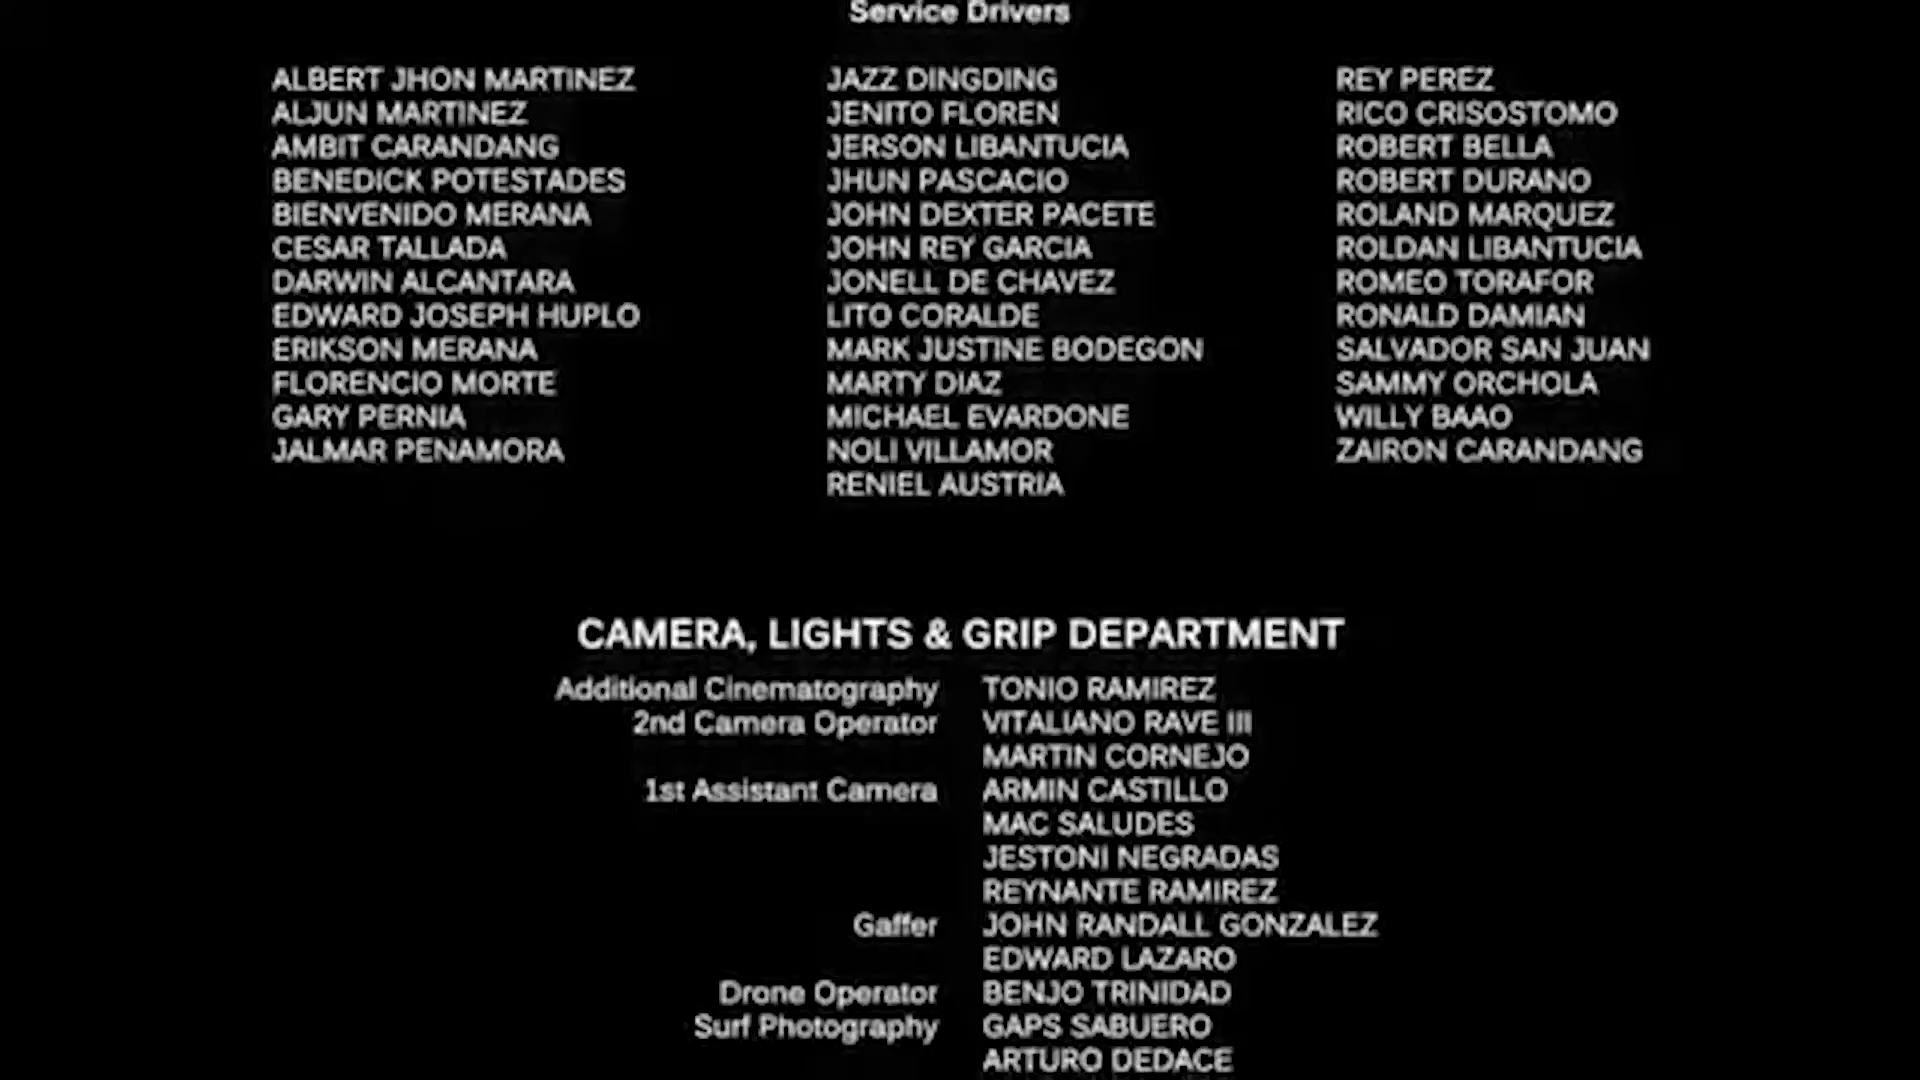 Service Drivers
ALBERT JHON MARTINEZ
ALJUN MARTINEZ
AMBIT CARANDANG
BENEDICK POTESTADES
BIENVENIDO MERANA
CESAR TALLADA
DARWIN ALCANTARA
EDWARD JOSEPH HUPLO
ERIKSON MERANA
FLORENCIO MORTE
GARY PERNIA
JALMAR PENAMORA
JAZZ DINGDING
JENITO FLOREN
JERSON LIBANTUCIA
JHUN PASCACIO
JOHN DEXTER PACETE
JOHN REY GARCIA
JONELL DE CHAVEZ
LITO CORALDE
MARK JUSTINE BODEGON
MARTY DIAZ
MICHAEL EVARDONE
NOLI VILLAMOR
RENIEL AUSTRIA
REY PEREZ
RICO CRISOSTOMO
ROBERT BELLA
ROBERT DURANO
ROLAND MARQUEZ
ROLDAN LIBANTUCIA
ROMEO TORAFOR
RONALD DAMIAN
SALVADOR SAN JUAN
SAMMY ORCHOLA
WILLY BAAO
ZAIRON CARANDANG
CAMERA, LIGHTS & GRIP DEPARTMENT
Additional Cinematography TONIO RAMIREZ
2nd Camera Operator VITALIANO RAVE III
MARTIN CORNEJO
1st Assistant Camera ARMIN CASTILLO
MAC SALUDES
JESTONI NEGRADAS
REYNANTE RAMIREZ
Gaffer JOHN RANDALL GONZALEZ
EDWARD LAZARO
Drone Operator BENJO TRINIDAD
Surf Photography GAPS SABUERO
ARTURO DEDACE